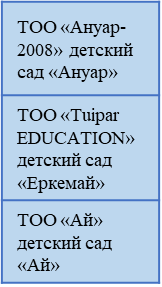 ТОО «Ануар-
2008» детский
сад «Ануар»
ТОО «Tuipar
EDUCATION»
детский сад
«Еркемай»
ТОО «Ай»
детский сад
«Ай»